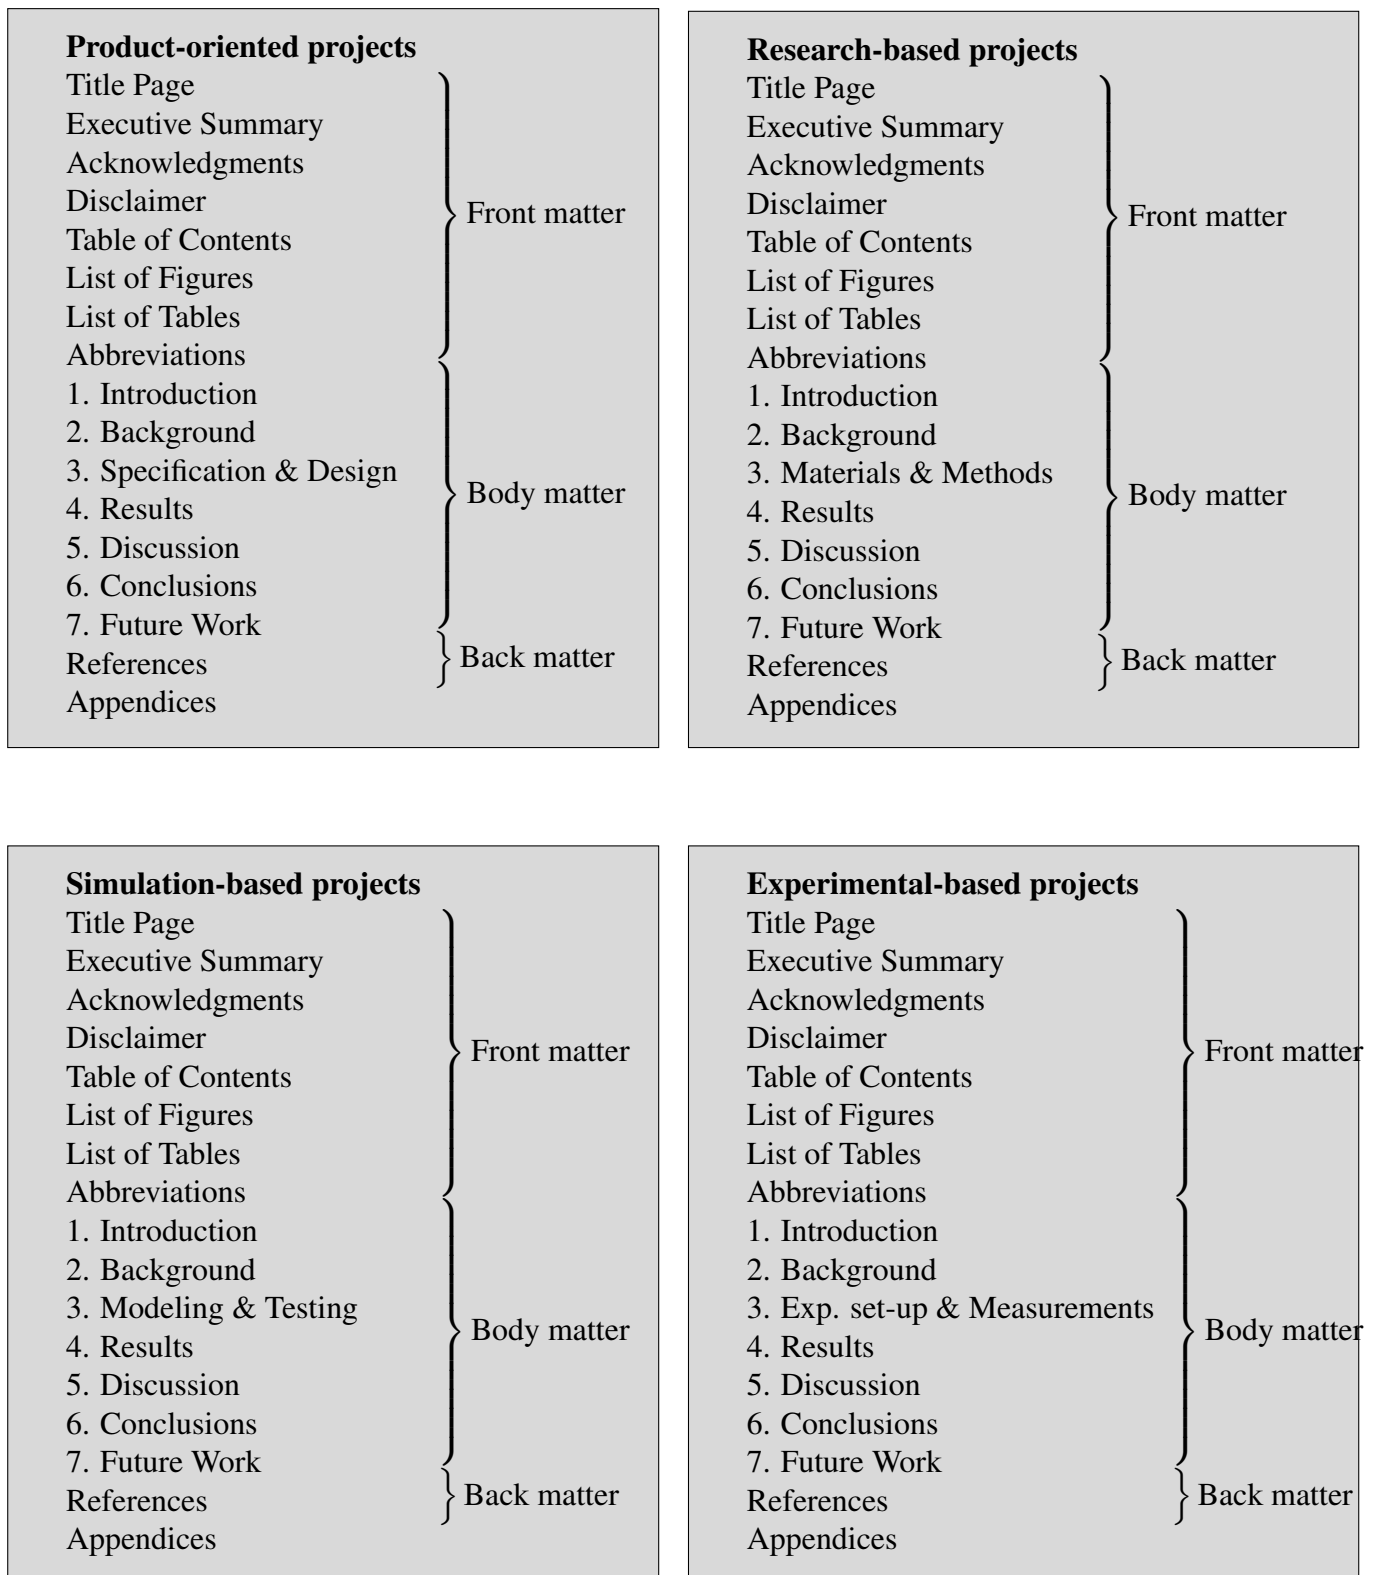 Product-oriented projects
Title Page
Executive Summary
Acknowledgments
Disclaimer
Table of Contents
List of Figures
List of Tables
Abbreviations
Front matter
1. Introduction
2. Background
3. Specification & Design
4. Results
5. Discussion
6. Conclusions
7. Future Work
Body matter
References
Appendices
Back matter
Research-based projects
Title Page
Executive Summary
Acknowledgments
Disclaimer
Table of Contents
List of Figures
List of Tables
Abbreviations
Front matter
1. Introduction
2. Background
3. Materials & Methods
4. Results
5. Discussion
6. Conclusions
7. Future Work
Body matter
References
Appendices
Back matter
Simulation-based projects
Title Page
Executive Summary
Acknowledgments
Disclaimer
Table of Contents
List of Figures
List of Tables
Abbreviations
Front matter
1. Introduction
2. Background
3. Modeling & Testing
4. Results
5. Discussion
6. Conclusions
7. Future Work
Body matter
References
Appendices
Back matter
Experimental-based projects
Title Page
Executive Summary
Acknowledgments
Disclaimer
Table of Contents
List of Figures
List of Tables
Abbreviations
Front matter
1. Introduction
2. Background
3. Exp. set-up & Measurements
4. Results
5. Discussion
6. Conclusions
7. Future Work
Body matter
References
Appendices
Back matter